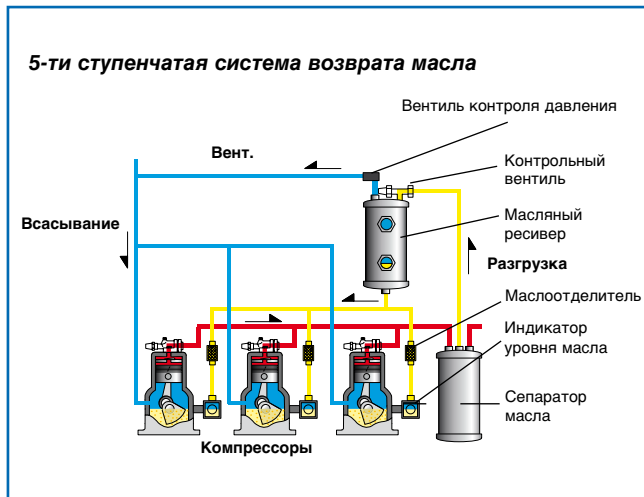 5-ти ступенчатая система возврата масла
Вентиль контроля давления
Вент.
Контрольный
вентиль
Всасывание
Масляный
ресивер
Разгрузка
Маслоотделитель
Индикатор
уровня масла
Сепаратор
масла
Компрессоры